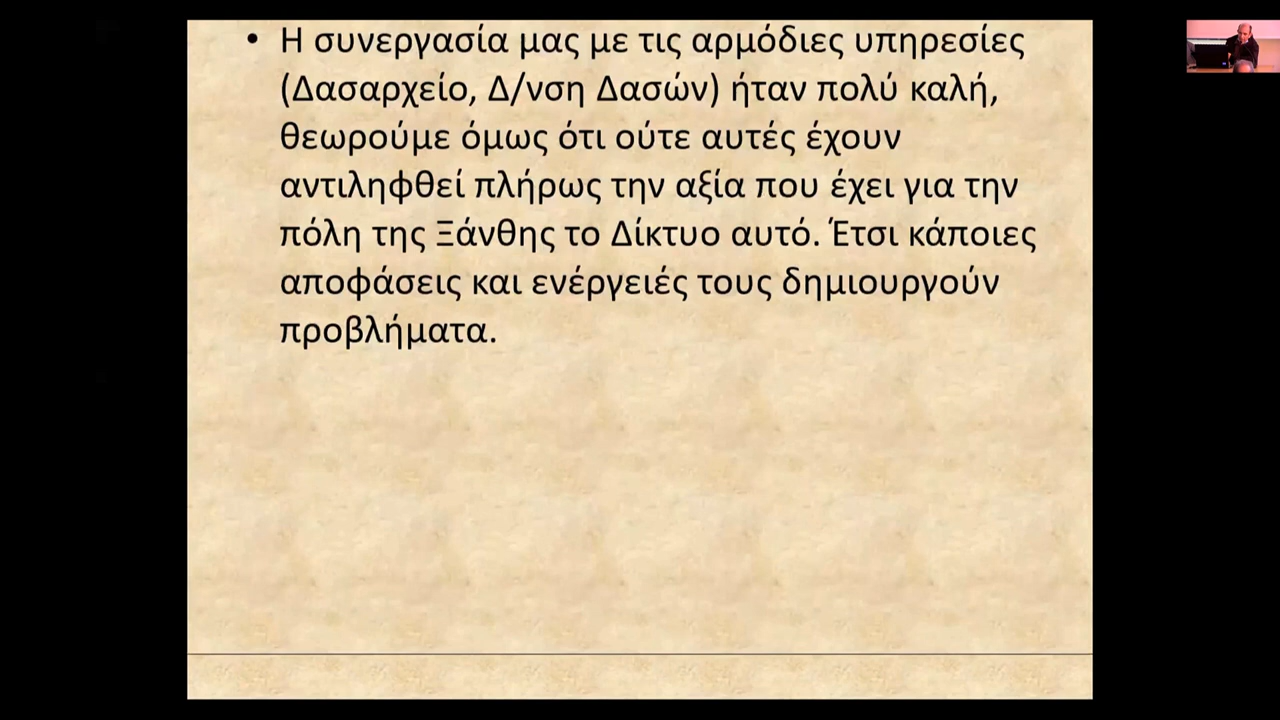 • Η συνεργασία μας με τις αρμόδιες υπηρεσίες
(Δασαρχείο, Δ/νση Δασών) ήταν πολύ καλή,
θεωρούμε όμως ότι ούτε αυτές έχουν
αντιληφθεί πλήρως την αξία που έχει για την
πόλη της Ξάνθης το Δίκτυο αυτό. Έτσι κάποιες
αποφάσεις και ενέργειές τους δημιουργούν
προβλήματα.